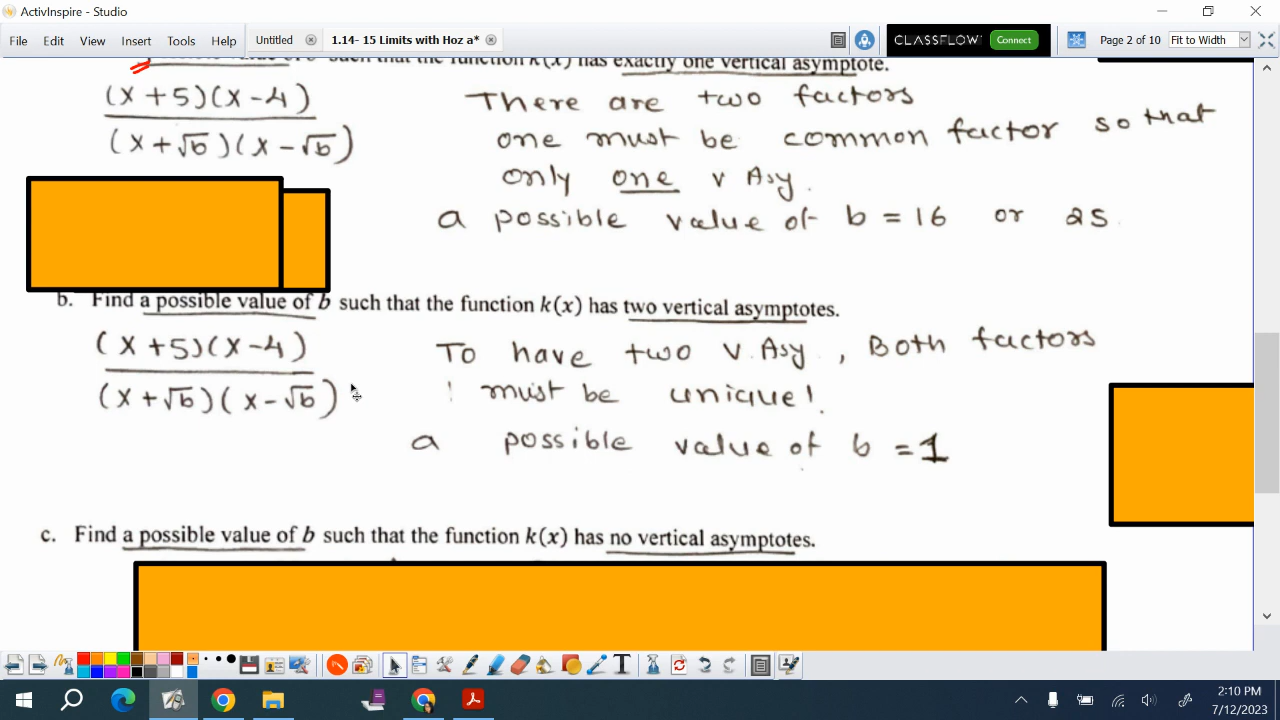 ActivInspire - Studio
File Edit View Insert Tools Help Untitled 1.14- 15 Limits with Hoz a* CLASSFLOW Connect Page 2 of 10 Fit to Width
such that the function k(x) has exactly one vertical asymptote.
(x+5)(x-4)
(x+√b)(x-√b)
There are two factors
one must be common factor so that
only one v Asy.
a possible value of b = 16 or 25
b. Find a possible value of b such that the function k(x) has two vertical asymptotes.
(x+5)(x-4)
(x+√b)(x-√b)
To have two v. Asy, Both factors
! must be unique!
a possible value of b = 1
c. Find a possible value of b such that the function k(x) has no vertical asymptotes.
2:10 PM
7/12/2023